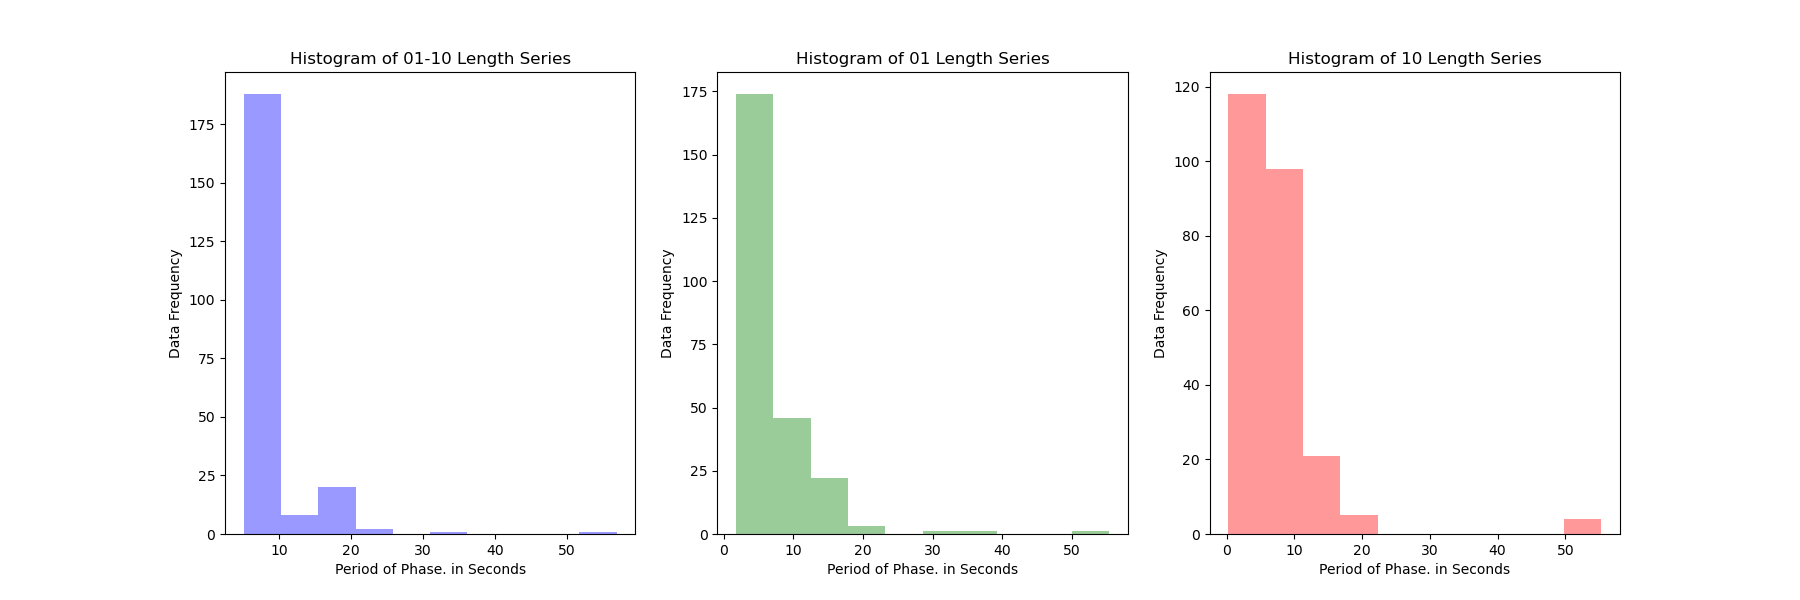 Histogram of 01-10 Length Series
Data Frequency
175
150
125
100
75
50
25
0
10 20 30 40 50
Period of Phase. in Seconds
Histogram of 01 Length Series
Data Frequency
175
150
125
100
75
50
25
0
0 10 20 30 40 50
Period of Phase. in Seconds
Histogram of 10 Length Series
Data Frequency
120
100
80
60
40
20
0
0 10 20 30 40 50
Period of Phase. in Seconds